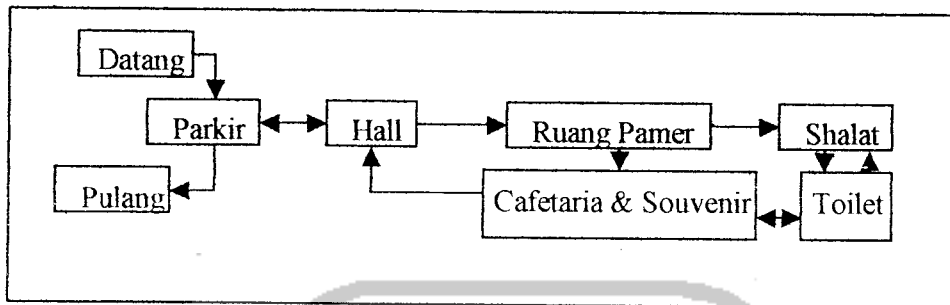 Datang
Parkir
Hall
Ruang Pamer
Shalat
Pulang
Cafetaria & Souvenir
Toilet